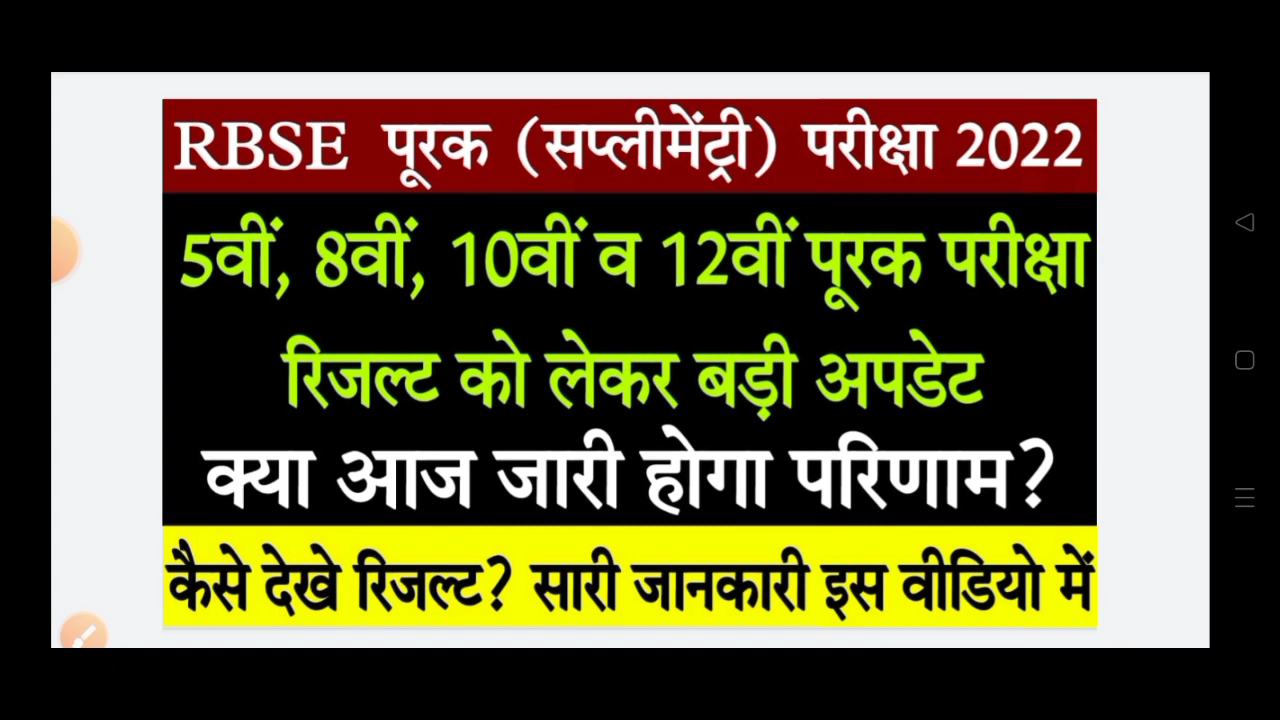 RBSE पूरक (सप्लीमेंट्री) परीक्षा 2022
5वीं, 8वीं, 10वीं व 12वीं पूरक परीक्षा
रिजल्ट को लेकर बड़ी अपडेट
क्या आज जारी होगा परिणाम?
कैसे देखे रिजल्ट? सारी जानकारी इस वीडियो में